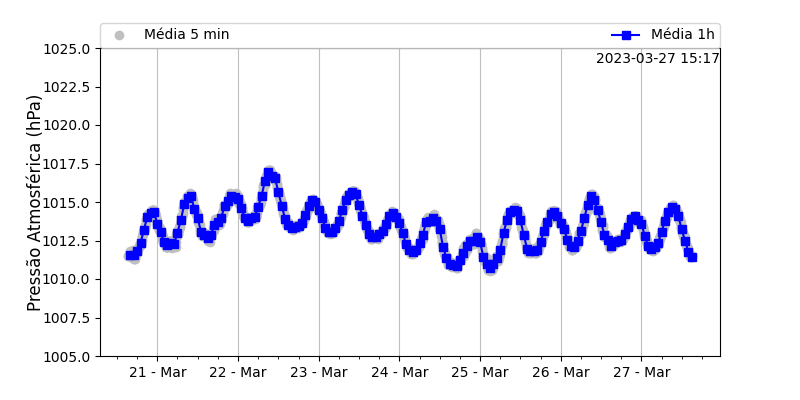 Média 5 min
Média 1h
2023-03-27 15:17
Pressão Atmosférica (hPa)
1025.0
1022.5
1020.0
1017.5
1015.0
1012.5
1010.0
1007.5
1005.0
21 - Mar
22 - Mar
23 - Mar
24 - Mar
25 - Mar
26 - Mar
27 - Mar